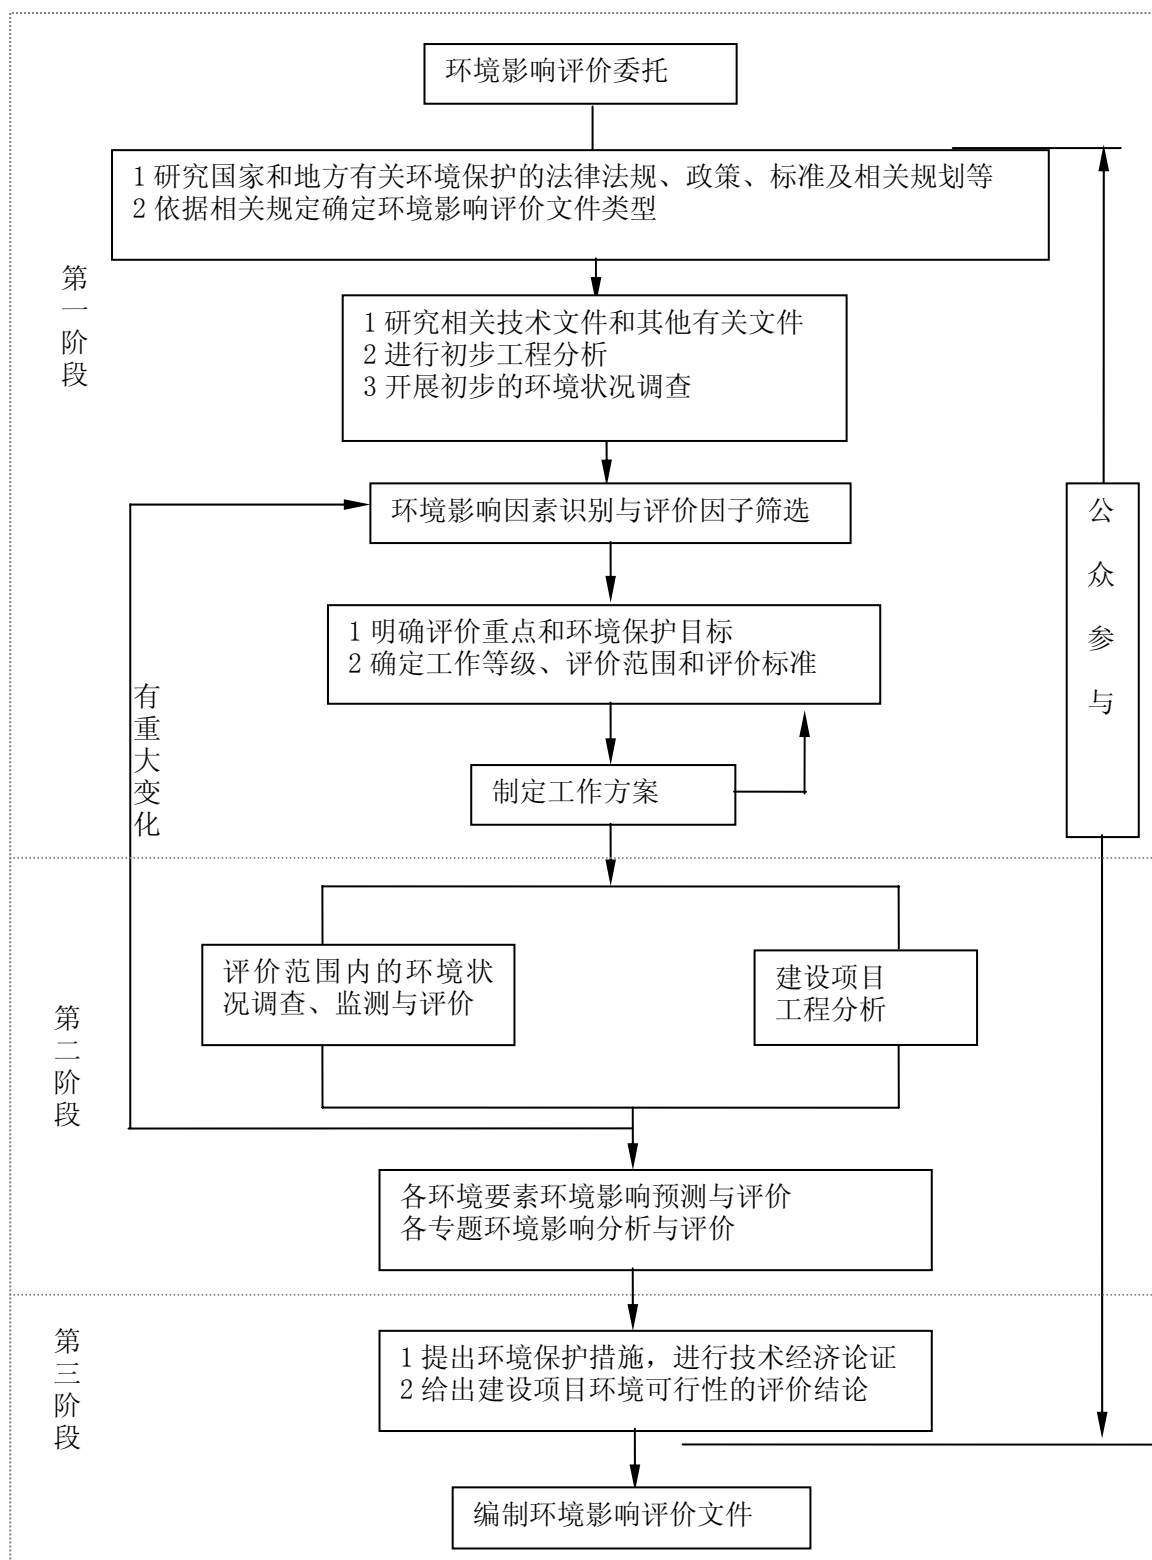 环境影响评价委托
1 研究国家和地方有关环境保护的法律法规、政策、标准及相关规划等
2 依据相关规定确定环境影响评价文件类型
第一阶段
1 研究相关技术文件和其他有关文件
2 进行初步工程分析
3 开展初步的环境状况调查
环境影响因素识别与评价因子筛选
公众参与
1 明确评价重点和环境保护目标
2 确定工作等级、评价范围和评价标准
有重大变化
制定工作方案
评价范围内的环境状
况调查、监测与评价
建设项目
工程分析
第二阶段
各环境要素环境影响预测与评价
各专题环境影响分析与评价
第三阶段
1 提出环境保护措施，进行技术经济论证
2 给出建设项目环境可行性的评价结论
编制环境影响评价文件